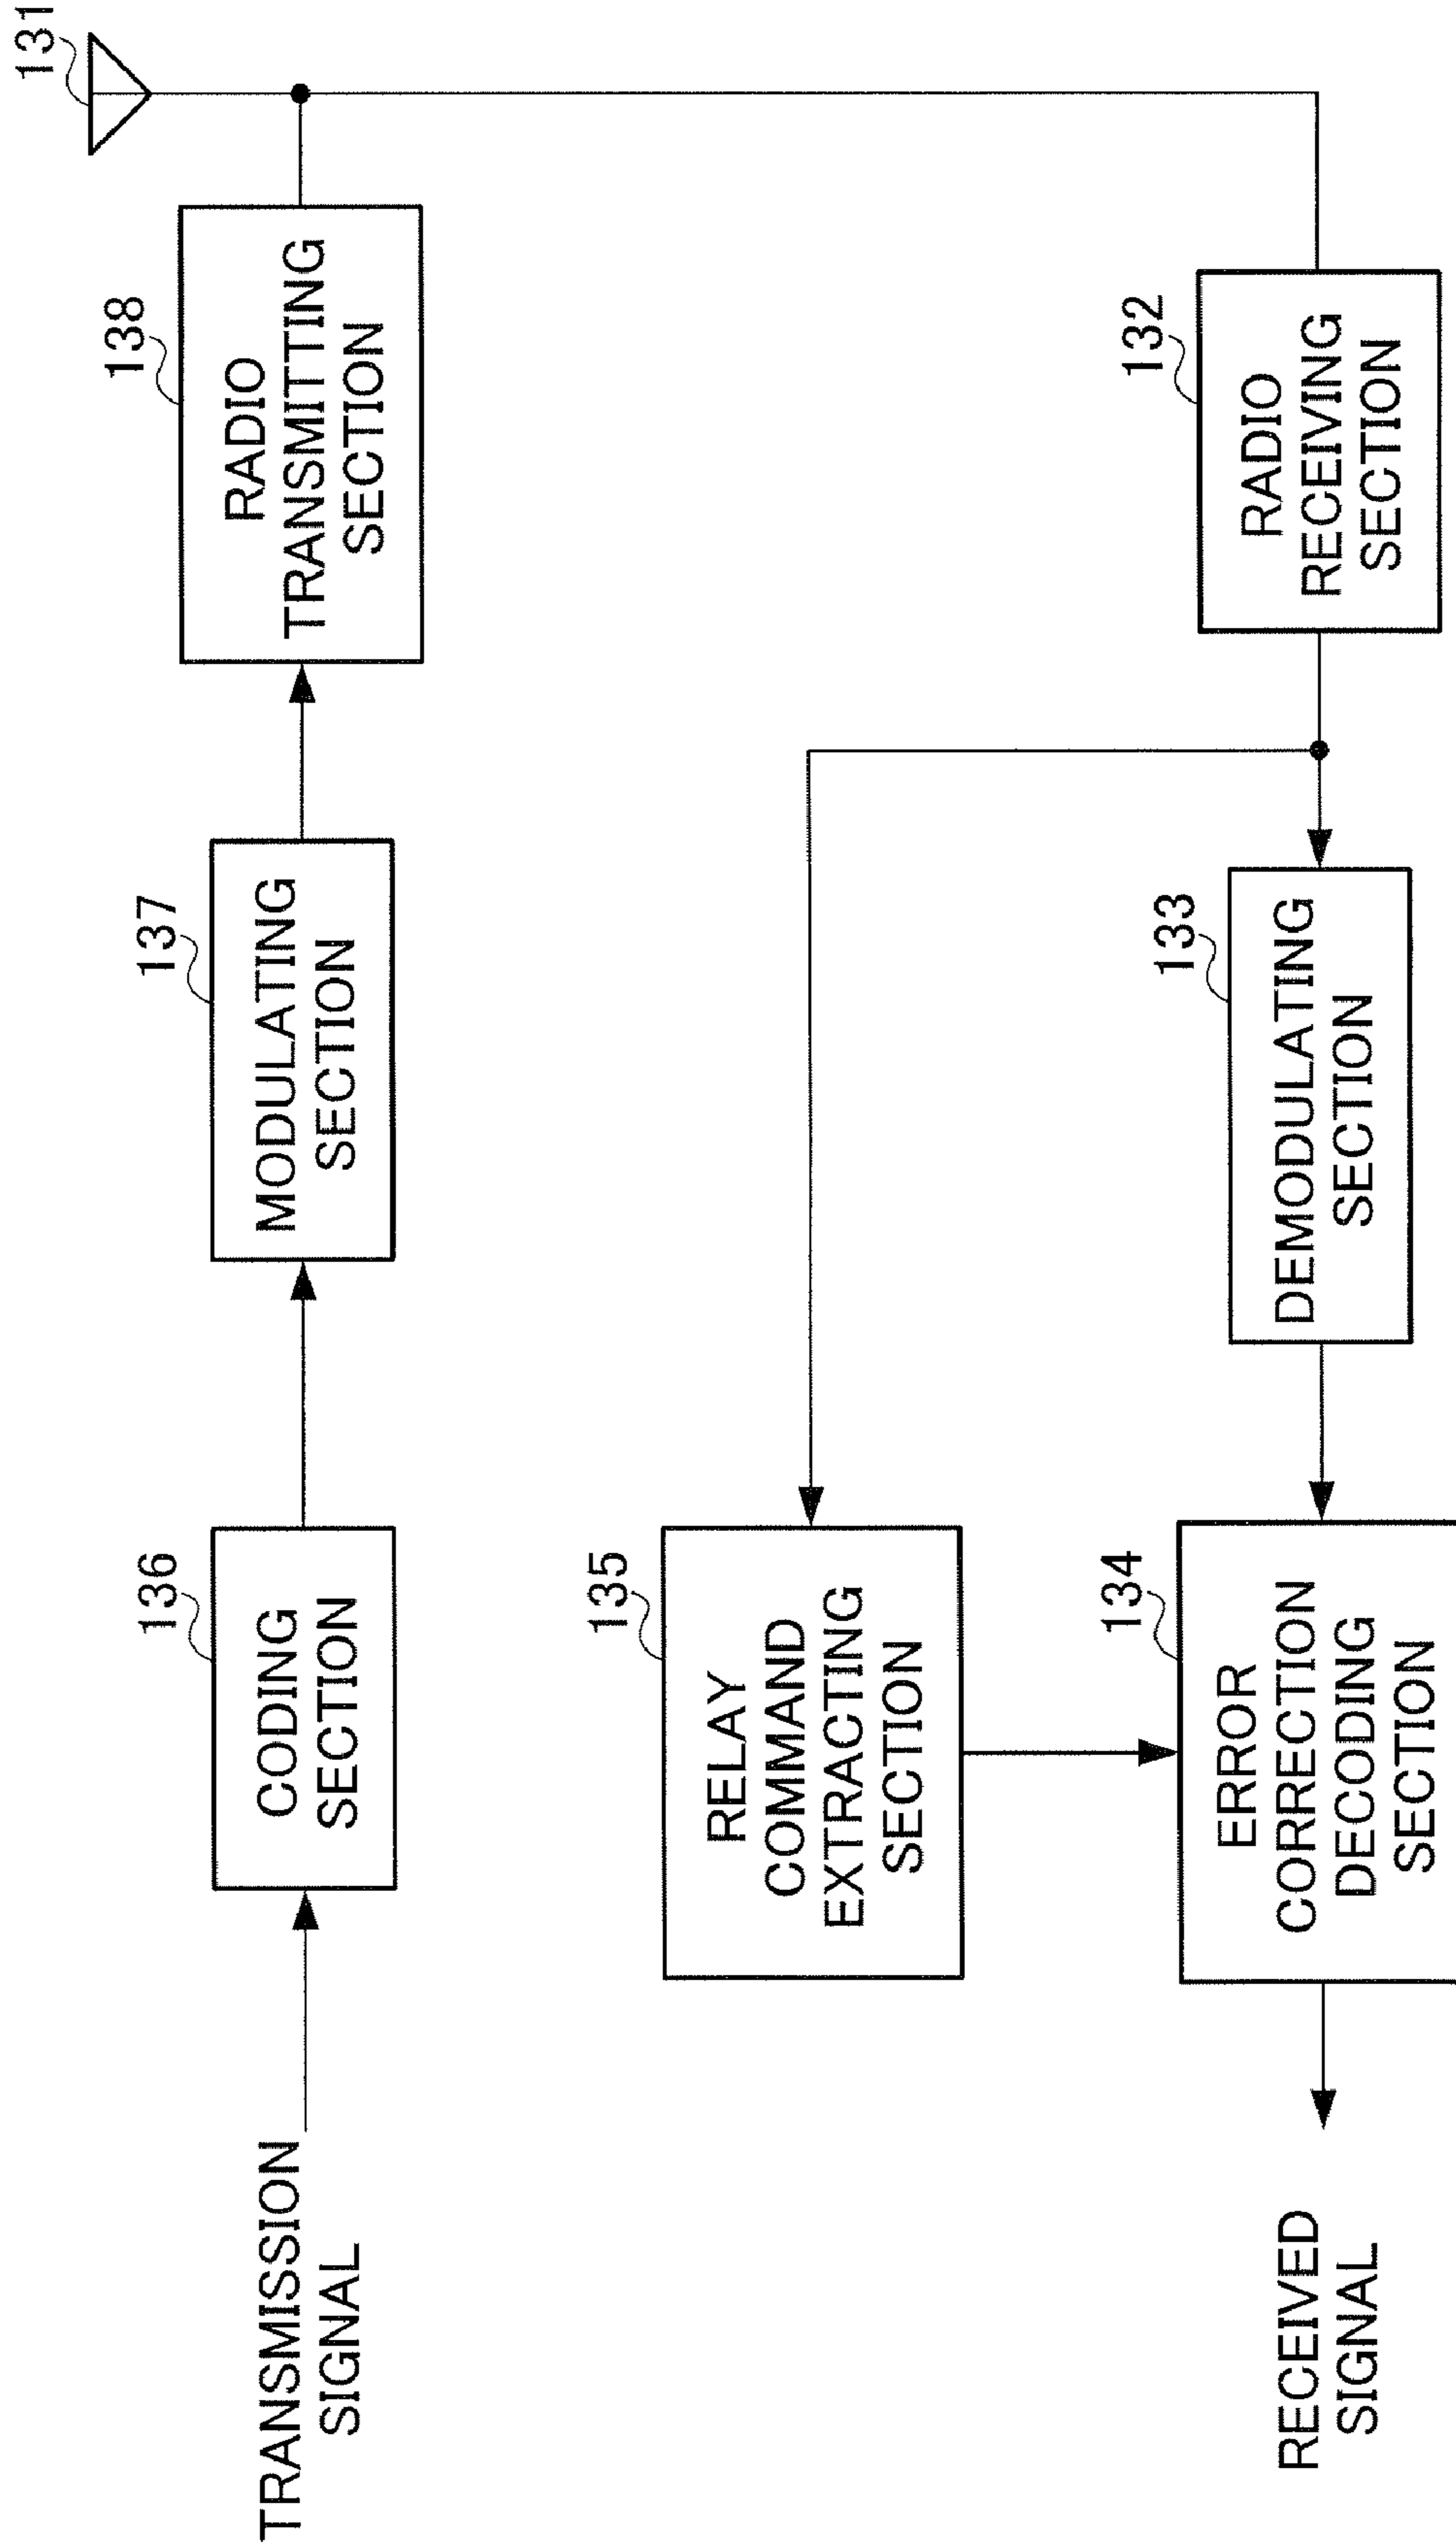 131
138
RADIO
TRANSMITTING
SECTION
137
MODULATING
SECTION
136
CODING
SECTION
TRANSMISSION
SIGNAL
132
RADIO
RECEIVING
SECTION
133
DEMODULATING
SECTION
135
RELAY
COMMAND
EXTRACTING
SECTION
134
ERROR
CORRECTION
DECODING
SECTION
RECEIVED
SIGNAL